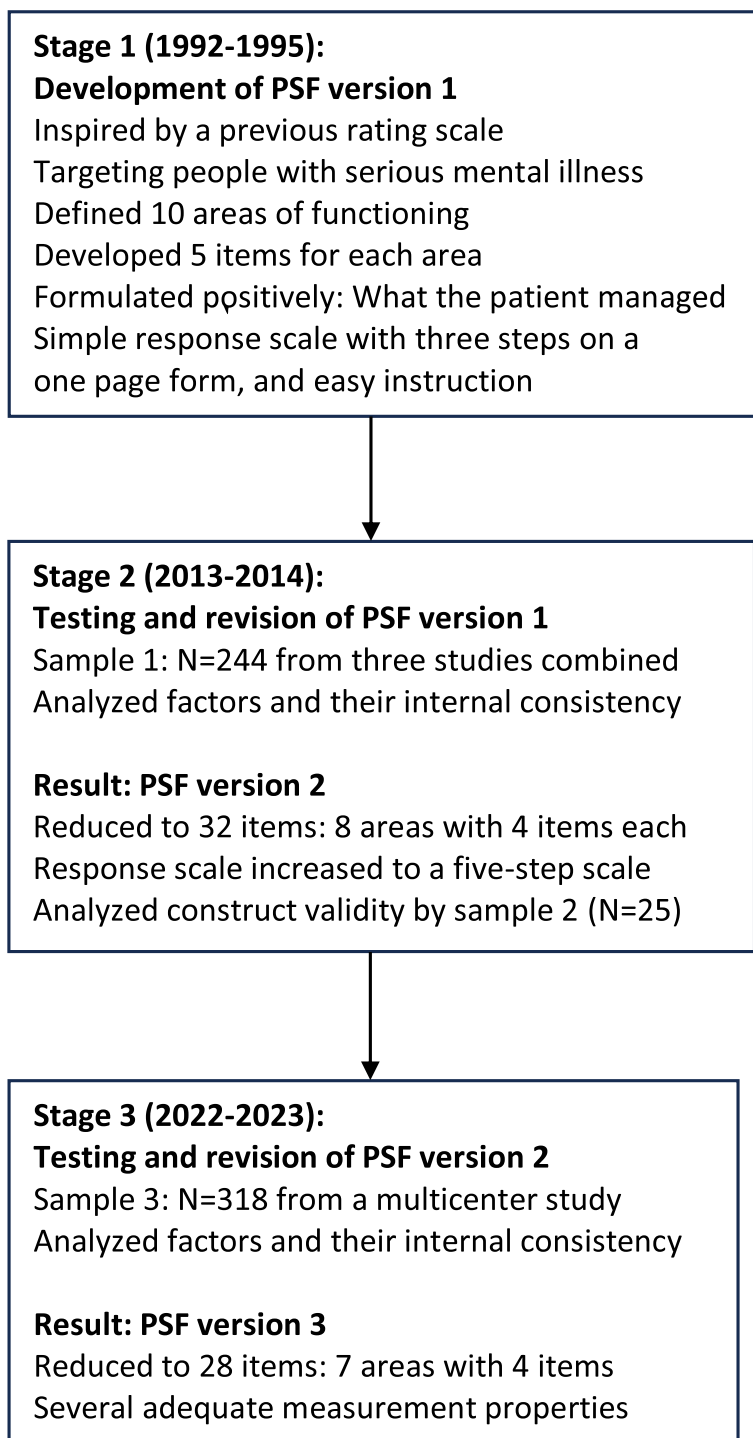 Stage 1 (1992-1995):
Development of PSF version 1
Inspired by a previous rating scale
Targeting people with serious mental illness
Defined 10 areas of functioning
Developed 5 items for each area
Formulated positively: What the patient managed
Simple response scale with three steps on a
one page form, and easy instruction
Stage 2 (2013-2014):
Testing and revision of PSF version 1
Sample 1: N=244 from three studies combined
Analyzed factors and their internal consistency
Result: PSF version 2
Reduced to 32 items: 8 areas with 4 items each
Response scale increased to a five-step scale
Analyzed construct validity by sample 2 (N=25)
Stage 3 (2022-2023):
Testing and revision of PSF version 2
Sample 3: N=318 from a multicenter study
Analyzed factors and their internal consistency
Result: PSF version 3
Reduced to 28 items: 7 areas with 4 items
Several adequate measurement properties